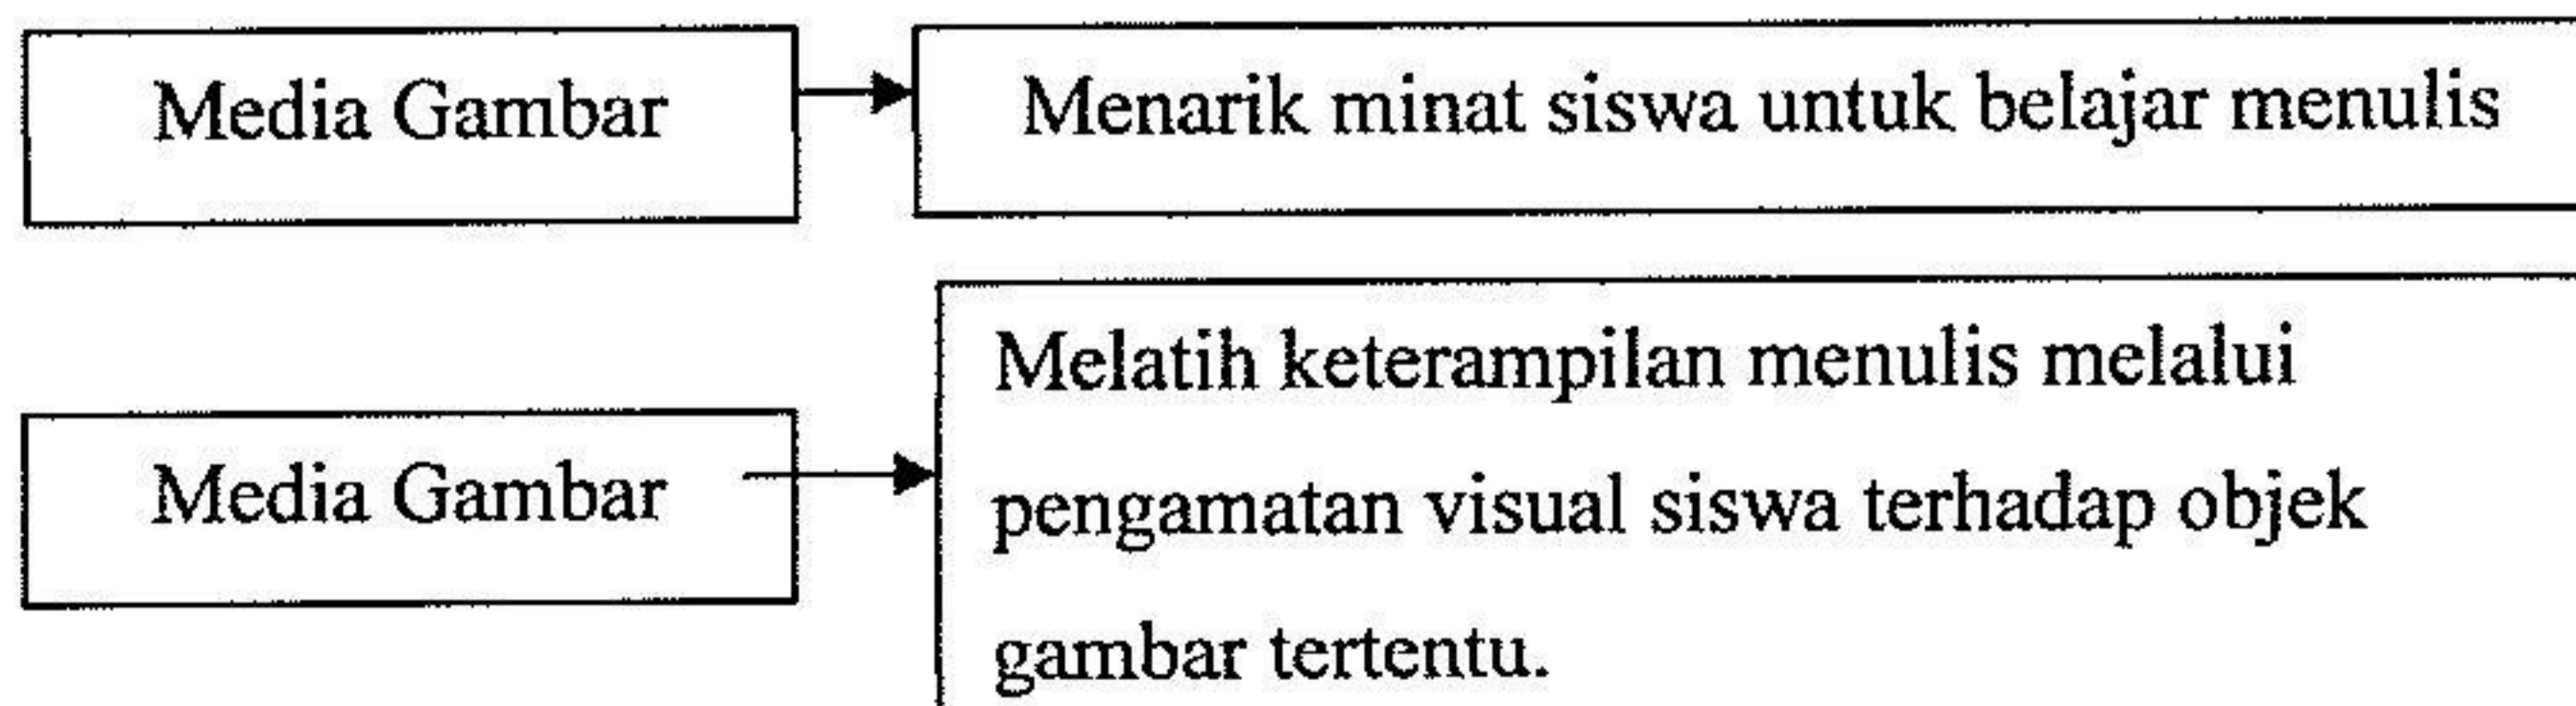 Media Gambar
Menarik minat siswa untuk belajar menulis
Media Gambar
Melatih keterampilan menulis melalui
pengamatan visual siswa terhadap objek
gambar tertentu.